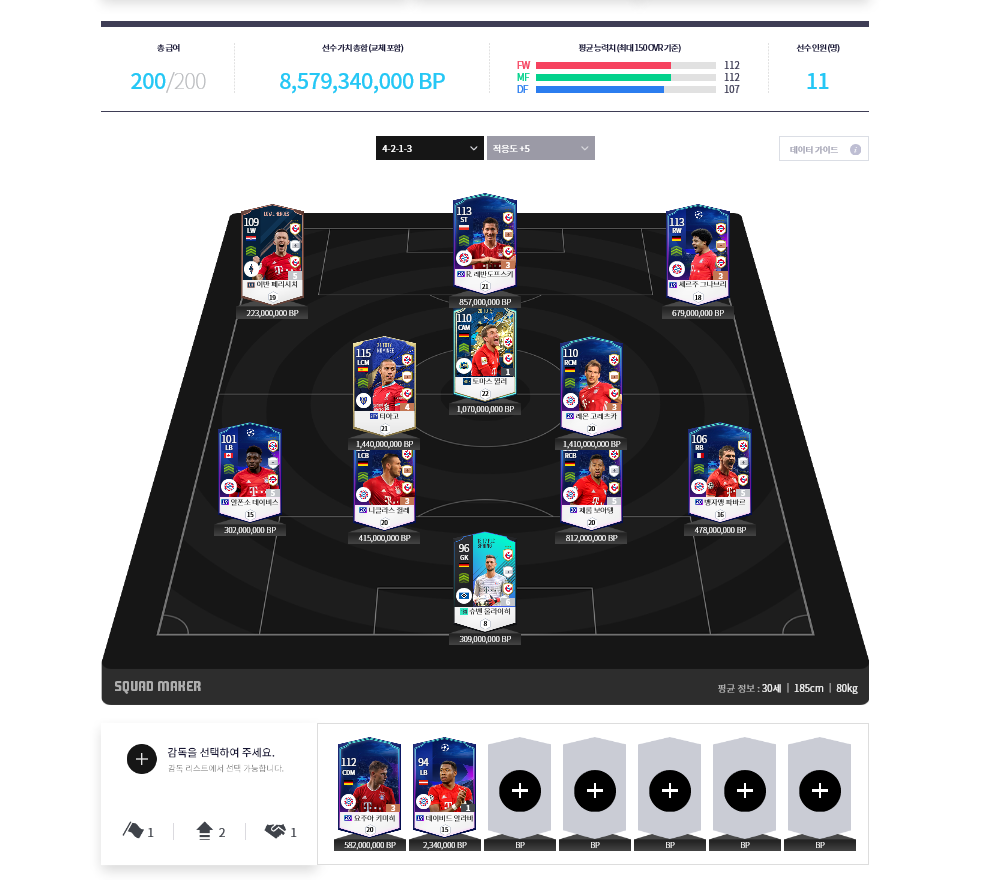 총 급여
200/200
선수 가치 총합 (교체 포함)
8,579,340,000 BP
평균 능력치 (최대 150 OVR 기준)
FW 112
MF 112
DF 107
선수 인원 (명)
11
4-2-1-3
적응도 +5
데이터 가이드 i
109
LW
이반 페리시치
19
223,000,000 BP
113
ST
R. 레반도프스키
3
21
857,000,000 BP
113
RW
세르주 그나브리
3
18
679,000,000 BP
110
CAM
토마스 뮐러
1
22
1,070,000,000 BP
115
LCM
티아고
4
21
1,440,000,000 BP
110
RCM
레온 고레츠카
3
20
1,410,000,000 BP
101
LB
알폰소 데이비스
5
15
302,000,000 BP
LCB
니클라스 쥘레
3
20
415,000,000 BP
RCB
제롬 보아텡
20
812,000,000 BP
106
RB
뱅자맹 파바르
5
16
478,000,000 BP
96
GK
슈벤 울라이히
8
309,000,000 BP
SQUAD MAKER
평균 정보 : 30세 | 185cm | 80kg
감독을 선택하여 주세요.
감독 리스트에서 선택 가능합니다.
1
2
1
112
CDM
요주아 키미히
3
20
582,000,000 BP
94
LB
데이비드 알라바
1
15
2,340,000 BP
BP
BP
BP
BP
BP